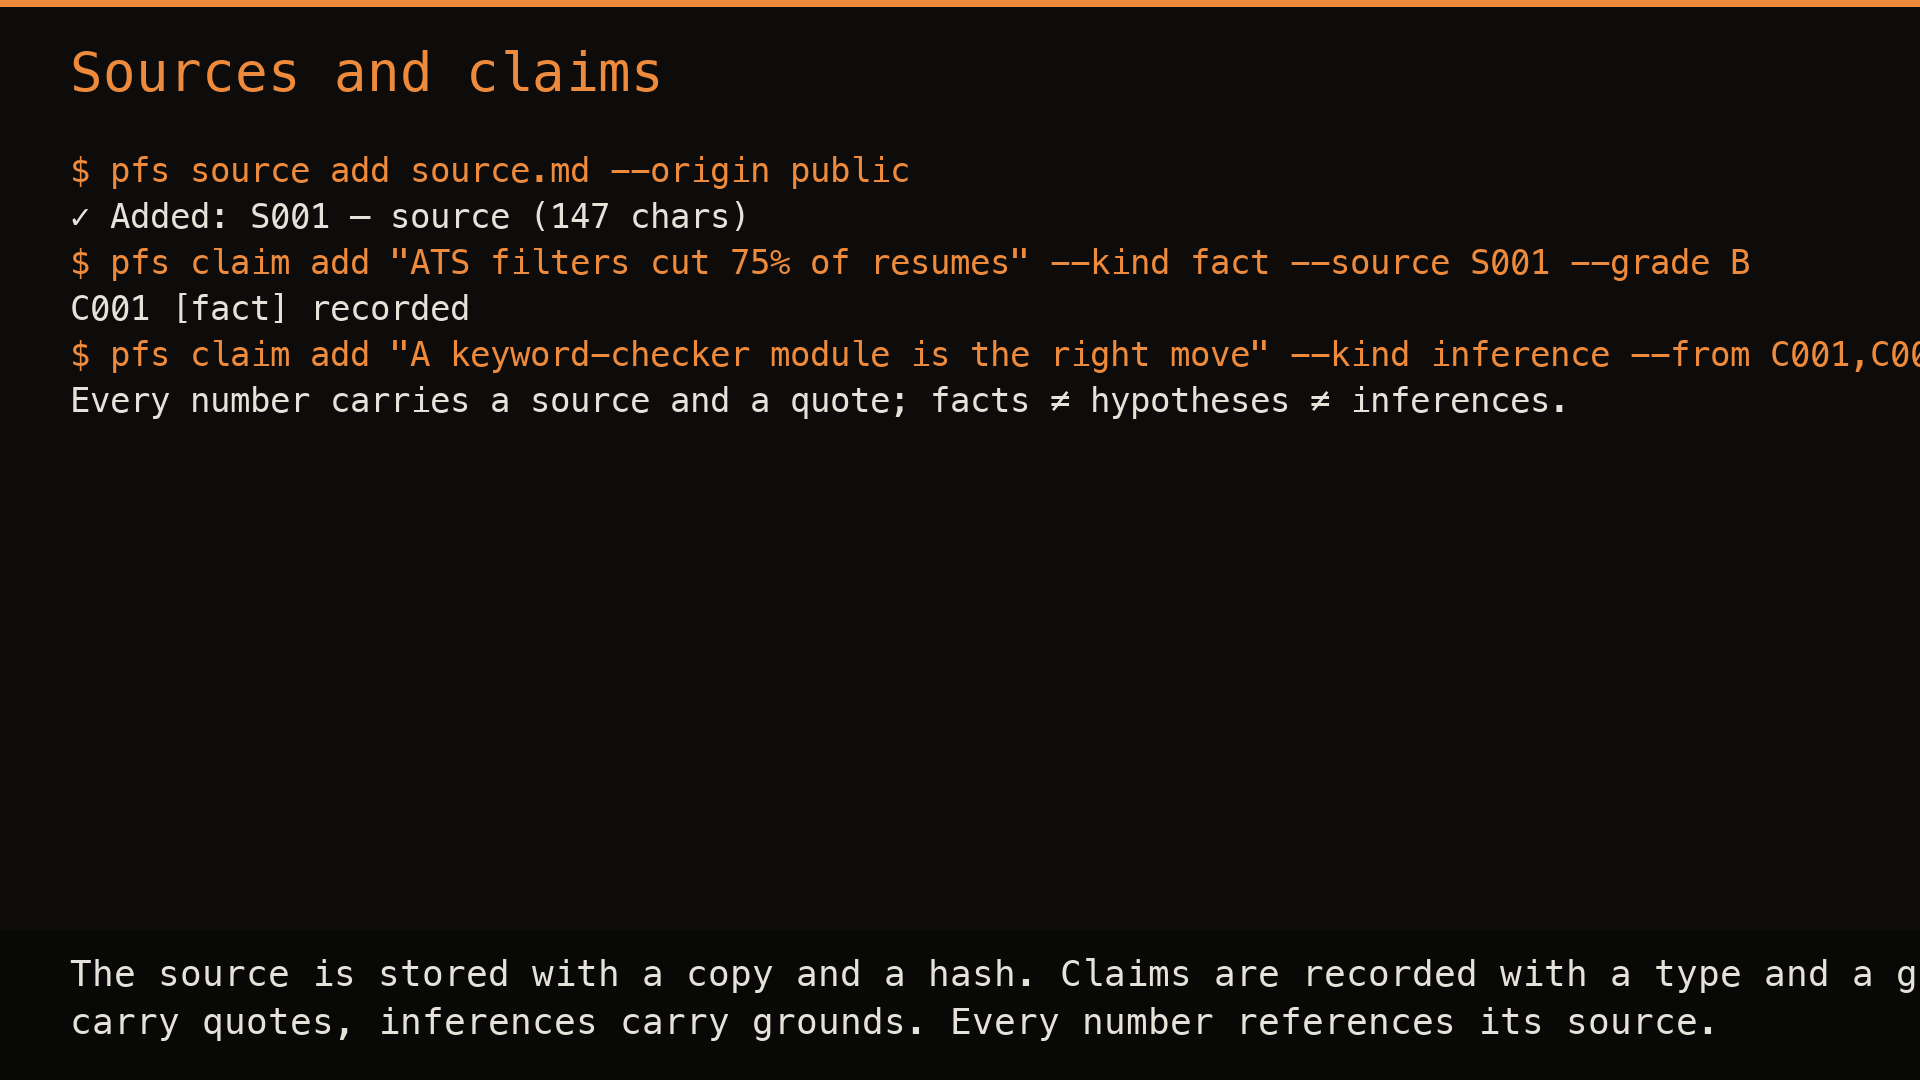 Sources and claims
$ pfs source add source.md --origin public
✓ Added: S001 — source (147 chars)
$ pfs claim add "ATS filters cut 75% of resumes" --kind fact --source S001 --grade B
C001 [fact] recorded
$ pfs claim add "A keyword-checker module is the right move" --kind inference --from C001,C00
Every number carries a source and a quote; facts ≠ hypotheses ≠ inferences.
The source is stored with a copy and a hash. Claims are recorded with a type and a
carry quotes, inferences carry grounds. Every number references its source.